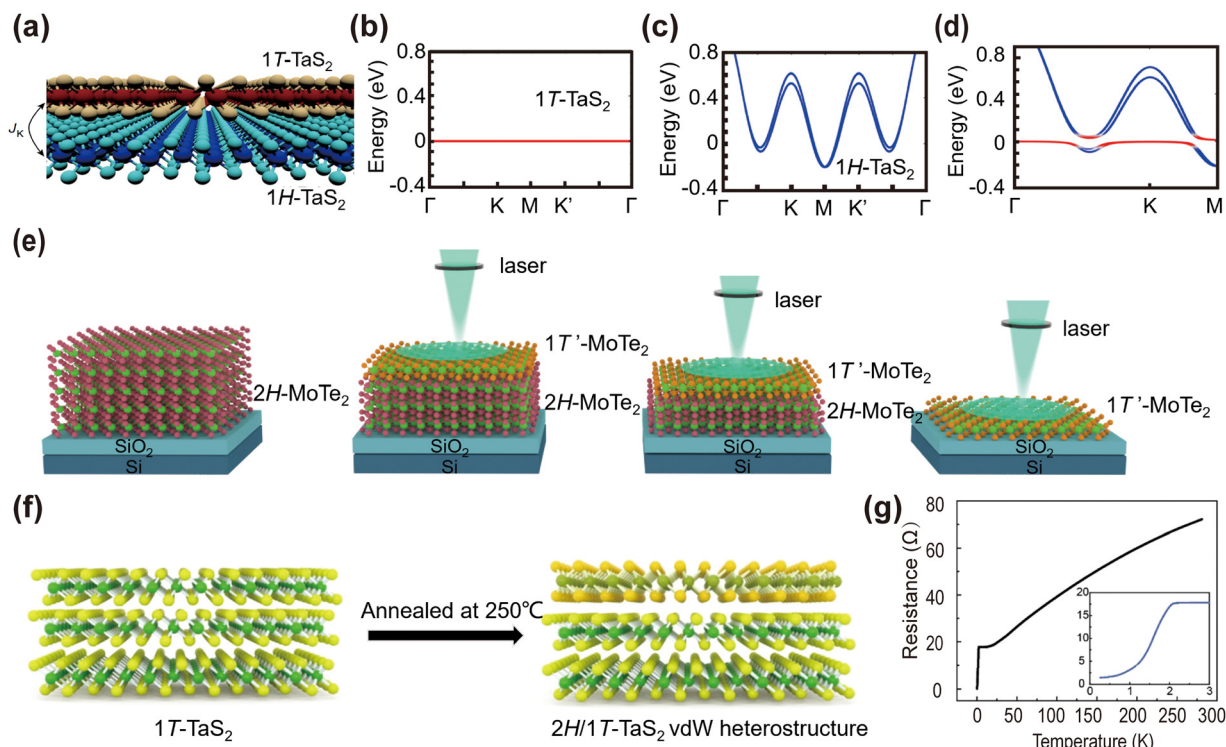 (a)
1T-TaS₂
J_K
1H-TaS₂
(b)
Energy (eV)
0.8
0.4
0
-0.4
1T-TaS₂
Γ K M K' Γ
(c)
Energy (eV)
0.8
0.4
0
-0.4
1H-TaS₂
Γ K M K' Γ
(d)
Energy (eV)
0.8
0.4
0
-0.4
Γ K M
(e)
2H-MoTe₂
SiO₂
Si
laser
1T'-MoTe₂
2H-MoTe₂
SiO₂
Si
laser
1T'-MoTe₂
2H-MoTe₂
SiO₂
Si
laser
1T'-MoTe₂
SiO₂
Si
(f)
1T-TaS₂
Annealed at 250℃
2H/1T-TaS₂ vdW heterostructure
(g)
Resistance (Ω)
80
60
40
20
0
20
15
10
5
0
0 1 2 3
0 50 100 150 200 250 300
Temperature (K)